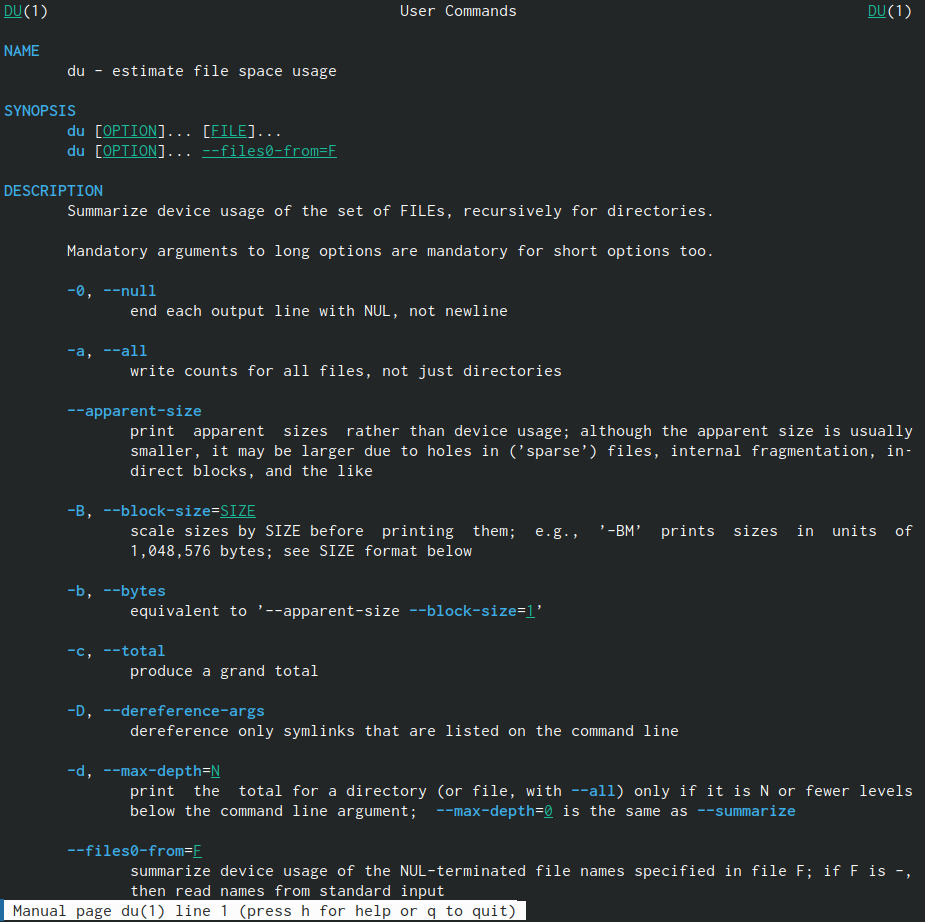 DU(1) User Commands DU(1)
NAME
du - estimate file space usage
SYNOPSIS
du [OPTION]... [FILE]...
du [OPTION]... --files0-from=F
DESCRIPTION
Summarize device usage of the set of FILEs, recursively for directories.
Mandatory arguments to long options are mandatory for short options too.
-0, --null
end each output line with NUL, not newline
-a, --all
write counts for all files, not just directories
--apparent-size
print apparent sizes rather than device usage; although the apparent size is usually
smaller, it may be larger due to holes in (’sparse’) files, internal fragmentation, in-
direct blocks, and the like
-B, --block-size=SIZE
scale sizes by SIZE before printing them; e.g., ’-BM’ prints sizes in units of
1,048,576 bytes; see SIZE format below
-b, --bytes
equivalent to ’--apparent-size --block-size=1’
-c, --total
produce a grand total
-D, --dereference-args
dereference only symlinks that are listed on the command line
-d, --max-depth=N
print the total for a directory (or file, with --all) only if it is N or fewer levels
below the command line argument; --max-depth=0 is the same as --summarize
--files0-from=F
summarize device usage of the NUL-terminated file names specified in file F; if F is -,
then read names from standard input
Manual page du(1) line 1 (press h for help or q to quit)